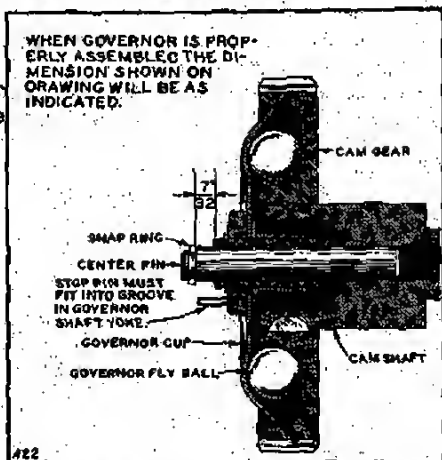 WHEN GOVERNOR IS PROP-
ERLY ASSEMBLED THE DI-
MENSION SHOWN ON
DRAWING WILL BE AS
INDICATED.
CAM GEAR
7
32
SNAP RING
CENTER PIN
STOP PIN MUST
FIT INTO GROOVE
IN GOVERNOR
SHAFT YOKE.
GOVERNOR CUP
CAM SHAFT
GOVERNOR FLY BALL
422